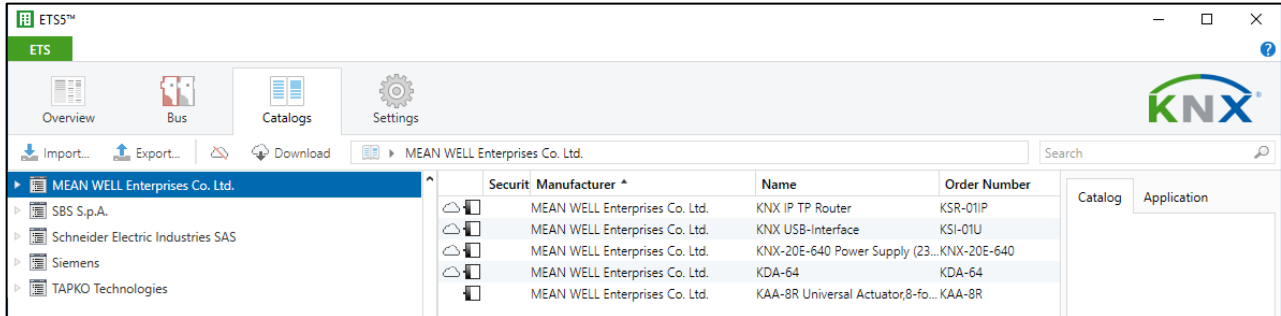 ETS5™
ETS
Overview Bus Catalogs Settings
KNX®
Import... Export... Download MEAN WELL Enterprises Co. Ltd. Search
MEAN WELL Enterprises Co. Ltd.
SBS S.p.A.
Schneider Electric Industries SAS
Siemens
TAPKO Technologies
Securit Manufacturer Name Order Number
MEAN WELL Enterprises Co. Ltd. KNX IP TP Router KSR-01IP
MEAN WELL Enterprises Co. Ltd. KNX USB-Interface KSI-01U
MEAN WELL Enterprises Co. Ltd. KNX-20E-640 Power Supply (23... KNX-20E-640
MEAN WELL Enterprises Co. Ltd. KDA-64 KDA-64
MEAN WELL Enterprises Co. Ltd. KAA-8R Universal Actuator,8-fo... KAA-8R
Catalog Application